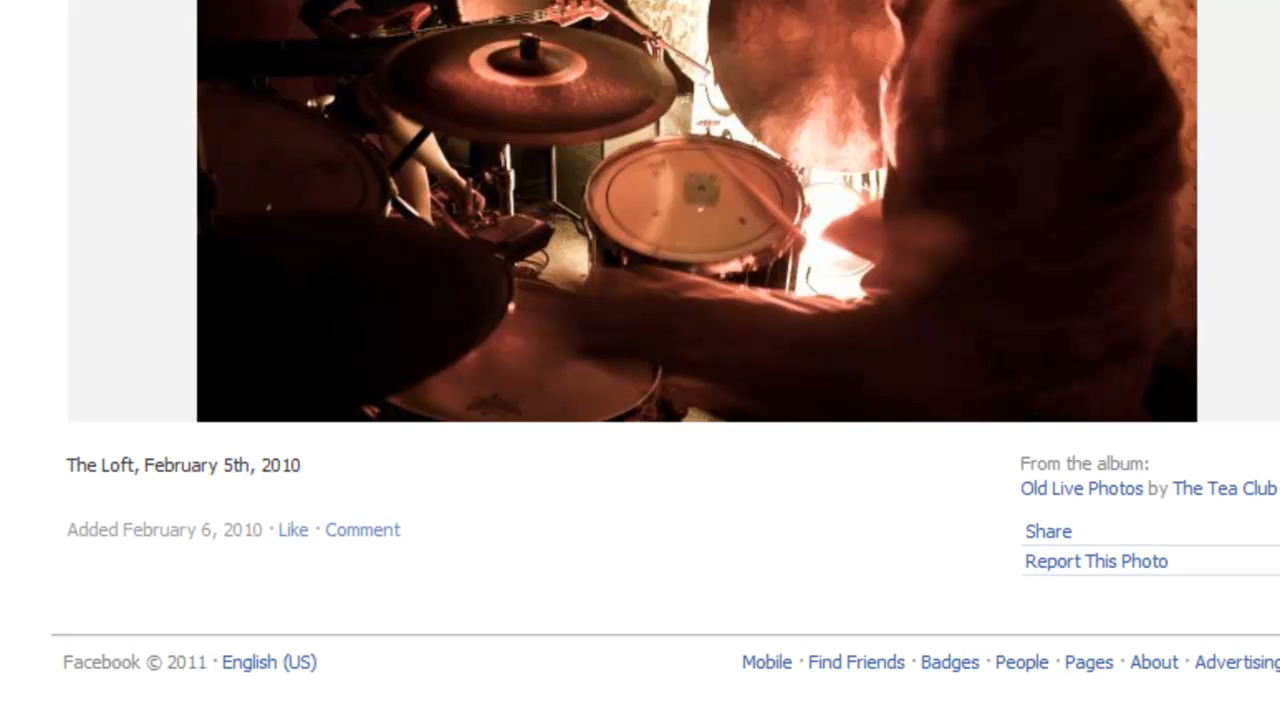 The Loft, February 5th, 2010
From the album:
Old Live Photos by The Tea Club
Added February 6, 2010 · Like · Comment
Share
Report This Photo
Facebook © 2011 · English (US)
Mobile · Find Friends · Badges · People · Pages · About · Advertising